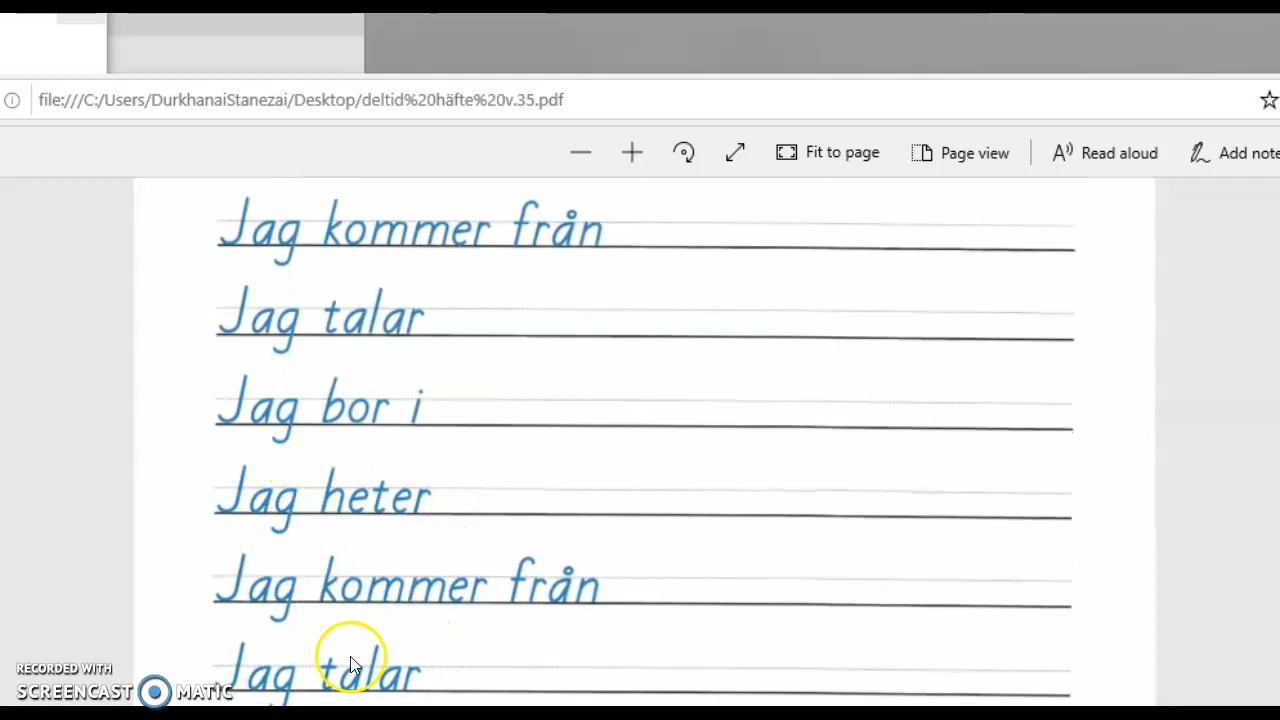 file:///C:/Users/DurkhanaiStanezai/Desktop/deltid%20häfte%20v.35.pdf
Fit to page Page view Read aloud Add note
Jag kommer från
Jag talar
Jag bor i
Jag heter
Jag kommer från
Jag talar
RECORDED WITH
SCREENCAST MATIC